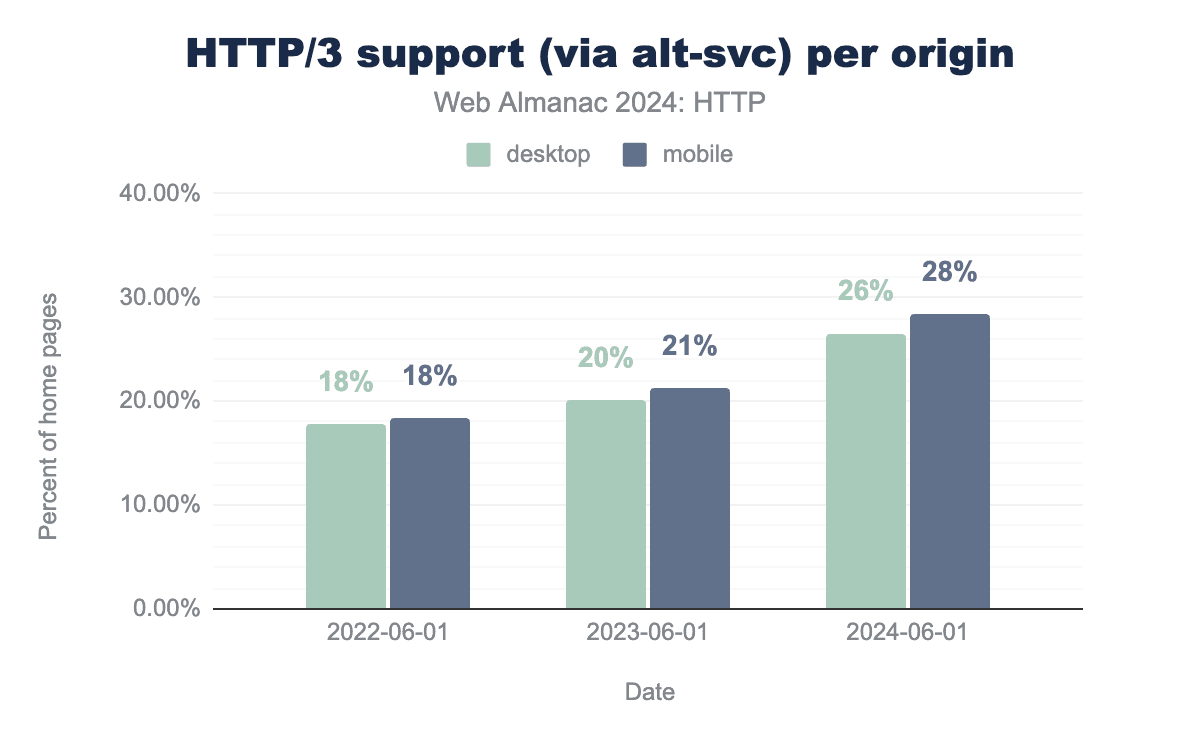 HTTP/3 support (via alt-svc) per origin
Web Almanac 2024: HTTP
desktop mobile
40.00%
30.00%
20.00%
10.00%
0.00%
Percent of home pages
18% 18%
20% 21%
26% 28%
2022-06-01 2023-06-01 2024-06-01
Date